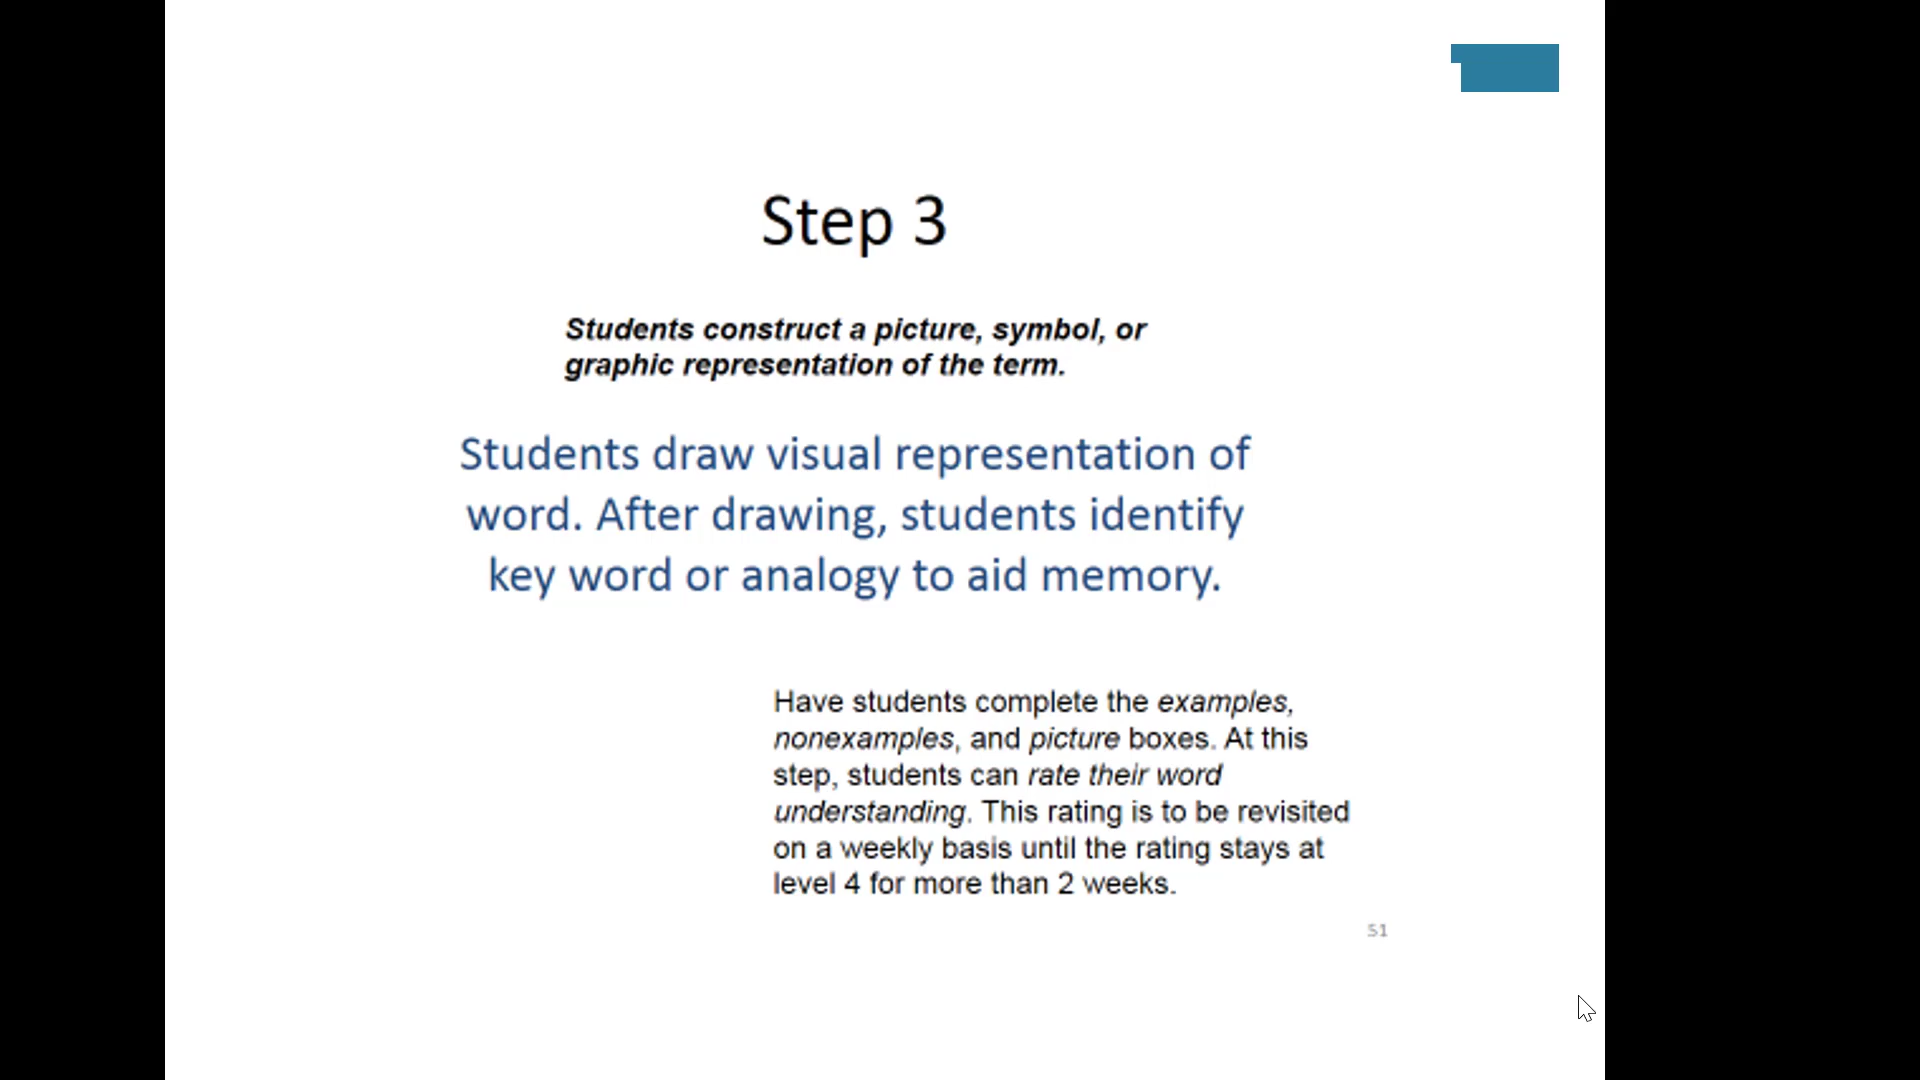 Step 3
Students construct a picture, symbol, or
graphic representation of the term.
Students draw visual representation of
word. After drawing, students identify
key word or analogy to aid memory.
Have students complete the examples,
nonexamples, and picture boxes. At this
step, students can rate their word
understanding. This rating is to be revisited
on a weekly basis until the rating stays at
level 4 for more than 2 weeks.
51